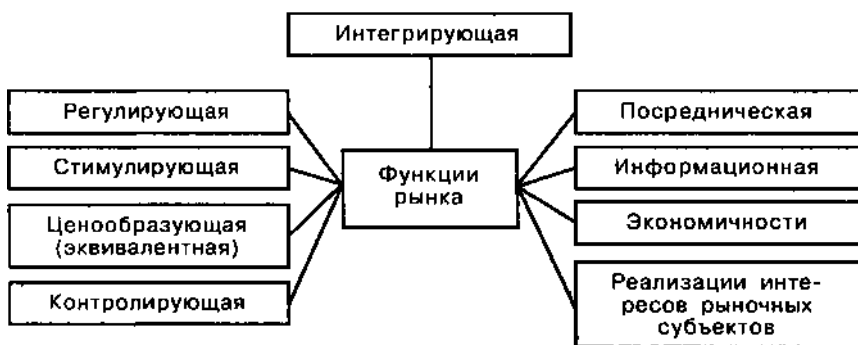 Интегрирующая
Регулирующая
Стимулирующая
Ценообразующая
(эквивалентная)
Контролирующая
Функции
рынка
Посредническая
Информационная
Экономичности
Реализации инте-
ресов рыночных
субъектов